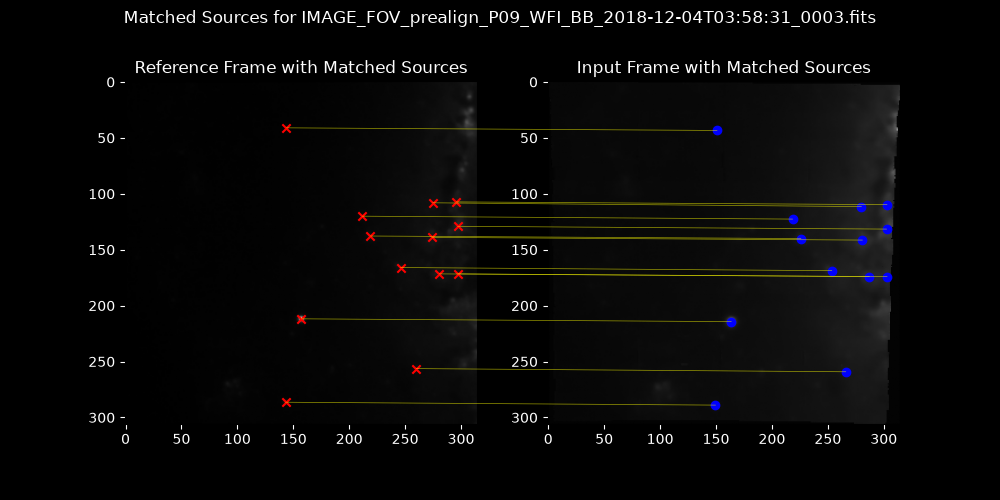 Matched Sources for IMAGE_FOV_prealign_P09_WFI_BB_2018-12-04T03:58:31_0003.fits
Reference Frame with Matched Sources
0
50
100
150
200
250
300
0 50 100 150 200 250 300
Input Frame with Matched Sources
0
50
100
150
200
250
300
0 50 100 150 200 250 300